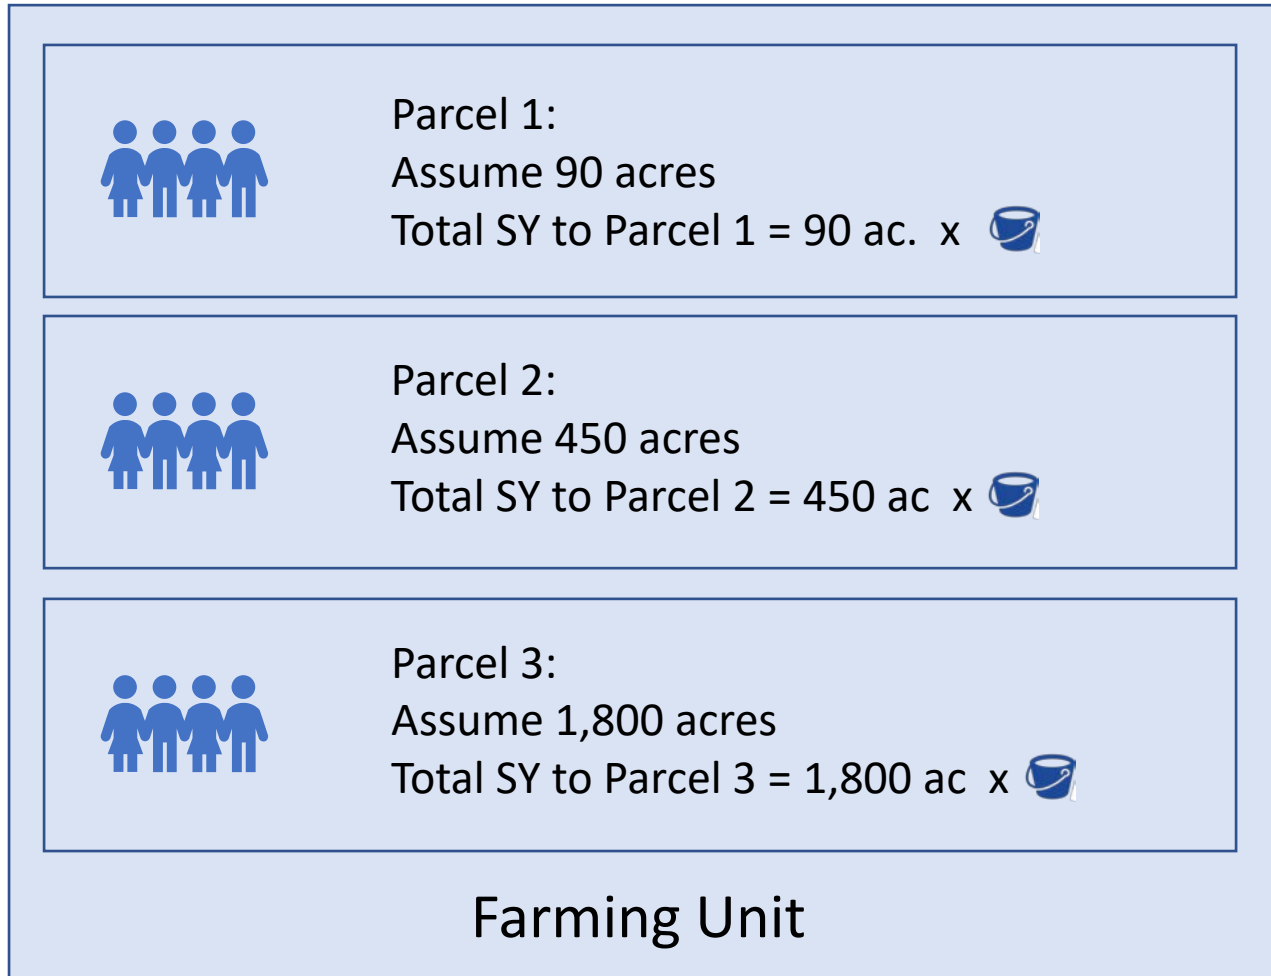 Parcel 1:
Assume 90 acres
Total SY to Parcel 1 = 90 ac. x
Parcel 2:
Assume 450 acres
Total SY to Parcel 2 = 450 ac x
Parcel 3:
Assume 1,800 acres
Total SY to Parcel 3 = 1,800 ac x
Farming Unit